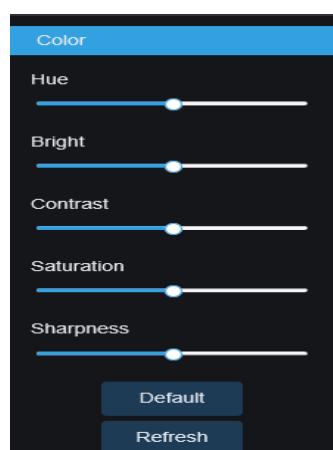 Color
Hue
Bright
Contrast
Saturation
Sharpness
Default
Refresh